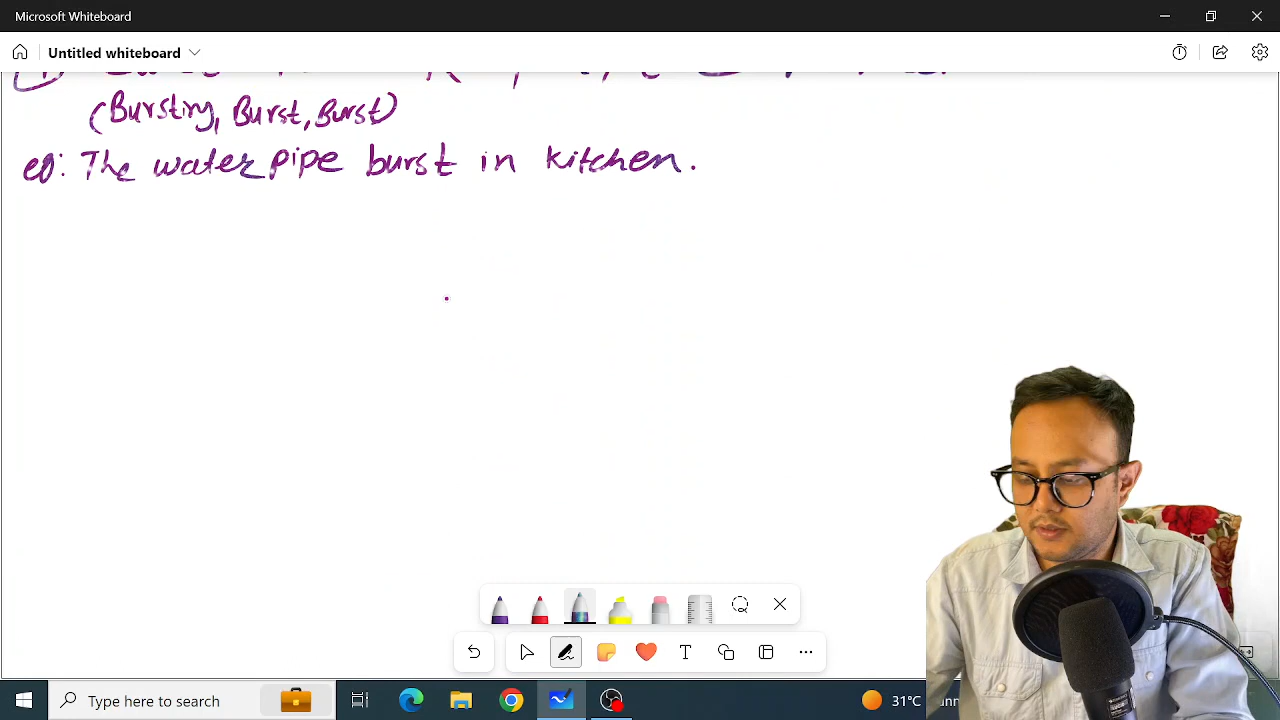 Microsoft Whiteboard
Untitled whiteboard
(Bursting, Burst, Burst)
eg: The water pipe burst in kitchen.
T
Type here to search
31°C